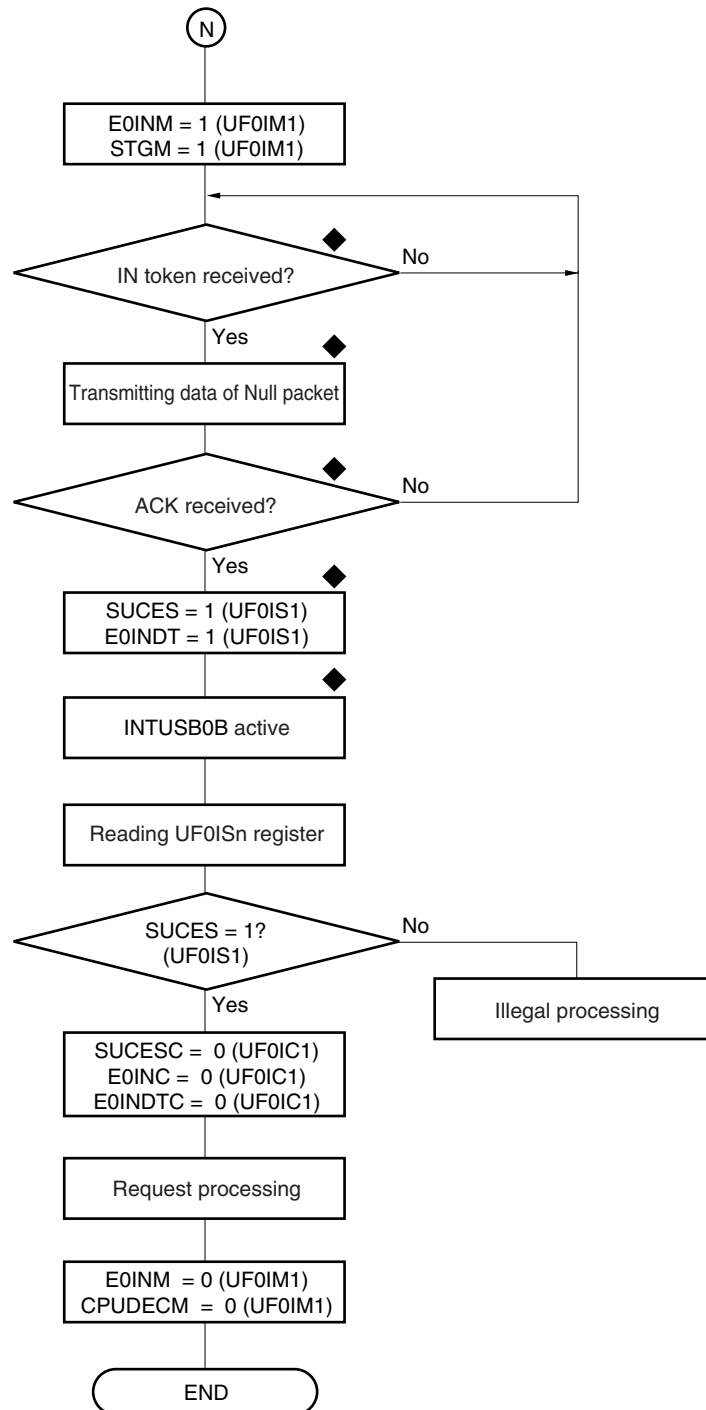 N
E0INM = 1 (UF0IM1)
STGM = 1 (UF0IM1)
IN token received?
No
Yes
Transmitting data of Null packet
ACK received?
No
Yes
SUCES = 1 (UF0IS1)
E0INDT = 1 (UF0IS1)
INTUSB0B active
Reading UF0ISn register
SUCES = 1?
(UF0IS1)
No
Yes
Illegal processing
SUCESC = 0 (UF0IC1)
E0INC = 0 (UF0IC1)
E0INDTC = 0 (UF0IC1)
Request processing
E0INM = 0 (UF0IM1)
CPUDECM = 0 (UF0IM1)
END